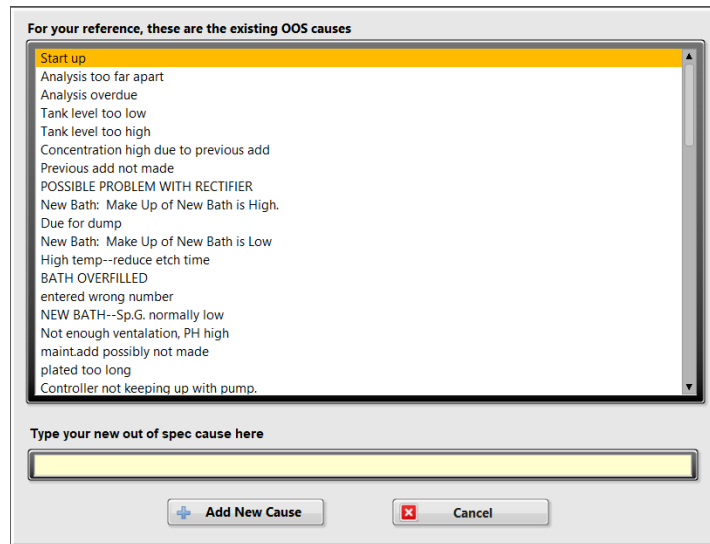 For your reference, these are the existing OOS causes
Start up
Analysis too far apart
Analysis overdue
Tank level too low
Tank level too high
Concentration high due to previous add
Previous add not made
POSSIBLE PROBLEM WITH RECTIFIER
New Bath:  Make Up of New Bath is High.
Due for dump
New Bath:  Make Up of New Bath is Low
High temp--reduce etch time
BATH OVERFILLED
entered wrong number
NEW BATH--Sp.G. normally low
Not enough ventalation, PH high
maint.add possibly not made
plated too long
Controller not keeping up with pump.
Type your new out of spec cause here
Add New Cause
Cancel